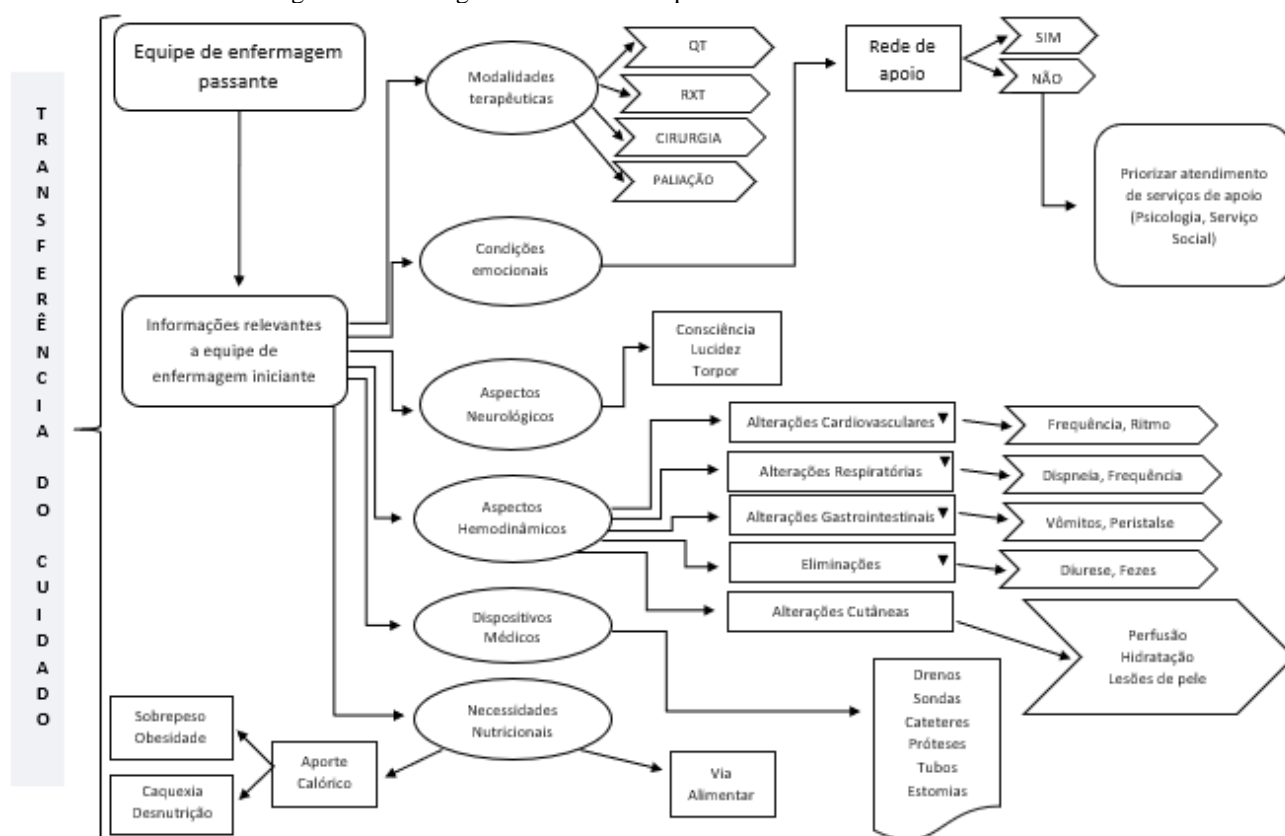 TRANSFERÊNCIA DO CUIDADO
Equipe de enfermagem
passante
Informações relevantes
a equipe de
enfermagem iniciante
Modalidades
terapêuticas
QT
RXT
CIRURGIA
PALIAÇÃO
Condições
emocionais
Rede de
apoio
SIM
NÃO
Priorizar atendimento
de serviços de apoio
(Psicologia, Serviço
Social)
Aspectos
Neurológicos
Consciência
Lucidez
Torpor
Aspectos
Hemodinâmicos
Alterações Cardiovasculares
Frequência, Ritmo
Alterações Respiratórias
Dispneia, Frequência
Alterações Gastrointestinais
Vômitos, Peristalse
Eliminações
Diurese, Fezes
Alterações Cutâneas
Perfusão
Hidratação
Lesões de pele
Dispositivos
Médicos
Drenos
Sondas
Cateteres
Próteses
Tubos
Estomias
Necessidades
Nutricionais
Via
Alimentar
Aporte
Calórico
Sobrepeso
Obesidade
Caquexia
Desnutrição